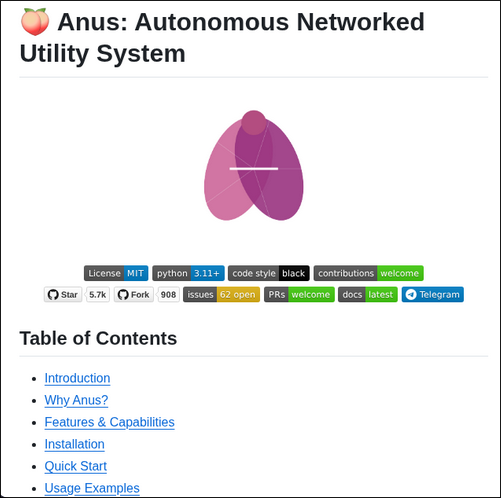 🍑 Anus: Autonomous Networked
Utility System
License MIT python 3.11+ code style black contributions welcome
Star 5.7k Fork 908 issues 62 open PRs welcome docs latest Telegram
Table of Contents
Introduction
Why Anus?
Features & Capabilities
Installation
Quick Start
Usage Examples